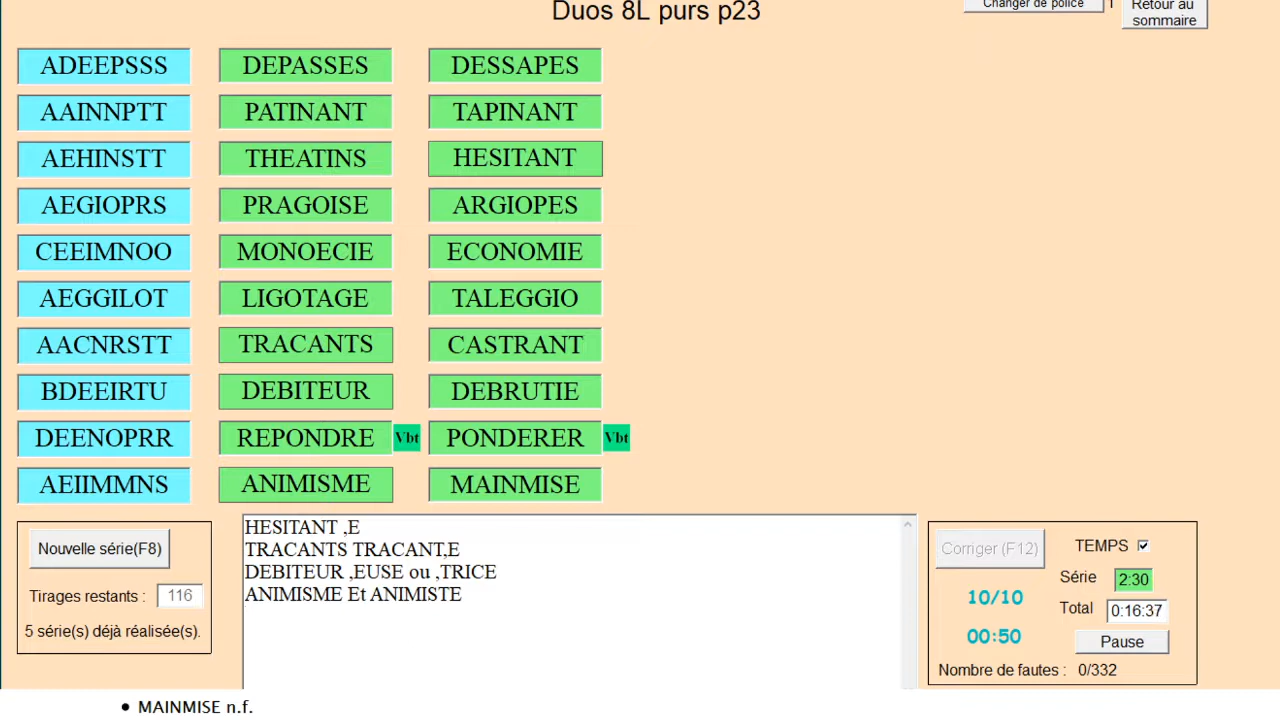 Duos 8L purs p23
Changer de police
1
Retour au
sommaire
ADEEPSSS DEPASSES DESSAPES
AAINNPTT PATINANT TAPINANT
AEHINSTT THEATINS HESITANT
AEGIOPRS PRAGOISE ARGIOPES
CEEIMNOO MONOECIE ECONOMIE
AEGGILOT LIGOTAGE TALEGGIO
AACNRSTT TRACANTS CASTRANT
BDEEIRTU DEBITEUR DEBRUTIE
DEENOPRR REPONDRE Vbt PONDERER Vbt
AEIIMMNS ANIMISME MAINMISE
Nouvelle série(F8)
Tirages restants : 116
5 série(s) déjà réalisée(s).
HESITANT ,E
TRACANTS TRACANT,E
DEBITEUR ,EUSE ou ,TRICE
ANIMISME Et ANIMISTE
Corriger (F12) TEMPS
Série 2:30
10/10
Total 0:16:37
00:50 Pause
Nombre de fautes : 0/332
• MAINMISE n.f.